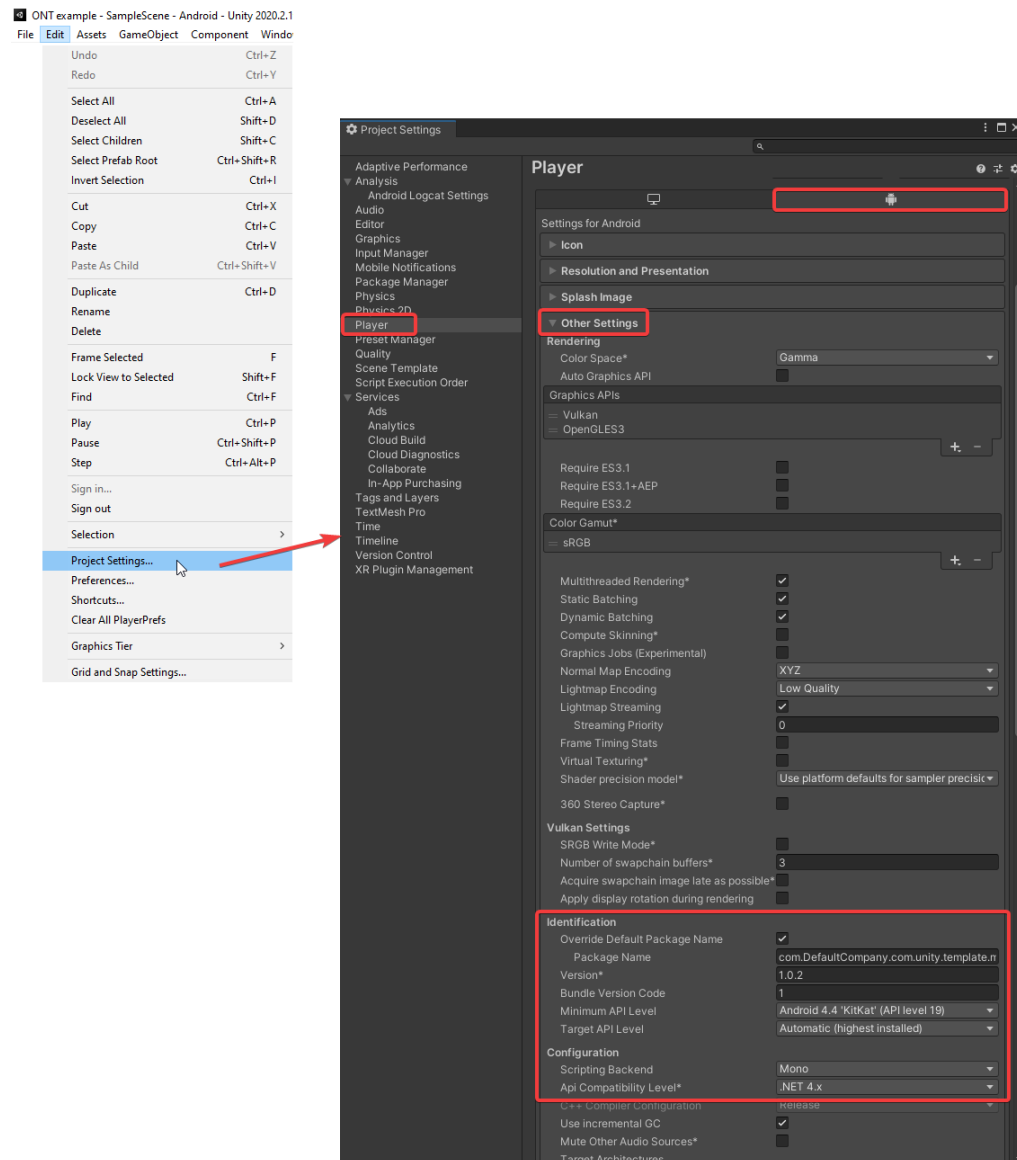 ONT example - SampleScene - Android - Unity 2020.2.1
File Edit Assets GameObject Component Windo
Undo Ctrl+Z
Redo Ctrl+Y
Select All Ctrl+A
Deselect All Shift+D
Select Children Shift+C
Select Prefab Root Ctrl+Shift+R
Invert Selection Ctrl+I
Cut Ctrl+X
Copy Ctrl+C
Paste Ctrl+V
Paste As Child Ctrl+Shift+V
Duplicate Ctrl+D
Rename
Delete
Frame Selected F
Lock View to Selected Shift+F
Find Ctrl+F
Play Ctrl+P
Pause Ctrl+Shift+P
Step Ctrl+Alt+P
Sign in...
Sign out
Selection
Project Settings...
Preferences...
Shortcuts...
Clear All PlayerPrefs
Graphics Tier
Grid and Snap Settings...
Project Settings
Adaptive Performance
Analysis
Android Logcat Settings
Audio
Editor
Graphics
Input Manager
Mobile Notifications
Package Manager
Physics
Physics 2D
Player
Preset Manager
Quality
Scene Template
Script Execution Order
Services
Ads
Analytics
Cloud Build
Cloud Diagnostics
Collaborate
In-App Purchasing
Tags and Layers
TextMesh Pro
Time
Timeline
Version Control
XR Plugin Management
Player
Settings for Android
Icon
Resolution and Presentation
Splash Image
Other Settings
Rendering
Color Space* Gamma
Auto Graphics API
Graphics APIs
Vulkan
OpenGLES3
Require ES3.1
Require ES3.1+AEP
Require ES3.2
Color Gamut*
sRGB
Multithreaded Rendering*
Static Batching
Dynamic Batching
Compute Skinning*
Graphics Jobs (Experimental)
Normal Map Encoding XYZ
Lightmap Encoding Low Quality
Lightmap Streaming
Streaming Priority 0
Frame Timing Stats
Virtual Texturing*
Shader precision model* Use platform defaults for sampler precisic
360 Stereo Capture*
Vulkan Settings
SRGB Write Mode*
Number of swapchain buffers* 3
Acquire swapchain image late as possible*
Apply display rotation during rendering
Identification
Override Default Package Name
Package Name com.DefaultCompany.com.unity.template.m
Version* 1.0.2
Bundle Version Code 1
Minimum API Level Android 4.4 'KitKat' (API level 19)
Target API Level Automatic (highest installed)
Configuration
Scripting Backend Mono
Api Compatibility Level* .NET 4.x
C++ Compiler Configuration Release
Use incremental GC
Mute Other Audio Sources*
Target Architectures